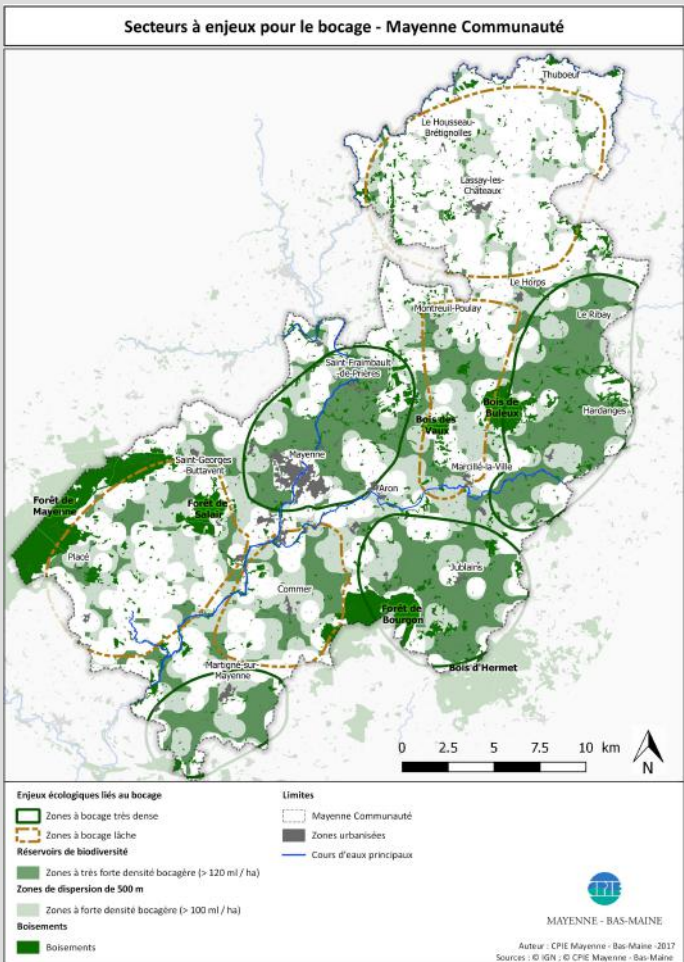 Secteurs à enjeux pour le bocage - Mayenne Communauté
Thuboeuf
Le Housseau-
Brétignolles
Lassay-les-
Châteaux
Le Horps
Montreuil-Poulay
Le Ribay
Saint-Fraimbault
-de-Prières
Bois de
Buleux
Hardanges
Bois des
Vaux
Mayenne
Saint-Georges
-Buttavent
Marcillé-la-Ville
Aron
Forêt de
Mayenne
Forêt de
Salair
Placé
Jublains
Commer
Forêt de
Bourgon
Martigné-sur-
Mayenne
Bois d'Hermet
0 2.5 5 7.5 10 km
N
Enjeux écologiques liés au bocage
Zones à bocage très dense
Zones à bocage lâche
Réservoirs de biodiversité
Zones à très forte densité bocagère (> 120 ml / ha)
Zones de dispersion de 500 m
Zones à forte densité bocagère (> 100 ml / ha)
Boisements
Boisements
Limites
Mayenne Communauté
Zones urbanisées
Cours d'eaux principaux
CPIE
MAYENNE - BAS-MAINE
Auteur : CPIE Mayenne - Bas-Maine -2017
Sources : © IGN ; © CPIE Mayenne - Bas-Maine